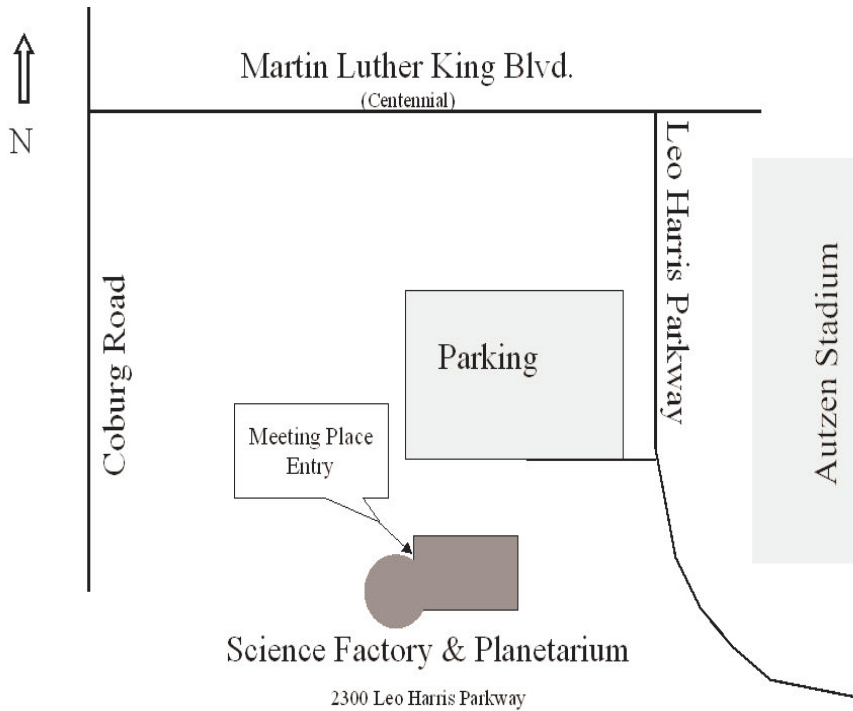 Martin Luther King Blvd.
(Centennial)
N
Leo Harris Parkway
Autzen Stadium
Coburg Road
Parking
Meeting Place
Entry
Science Factory & Planetarium
2300 Leo Harris Parkway